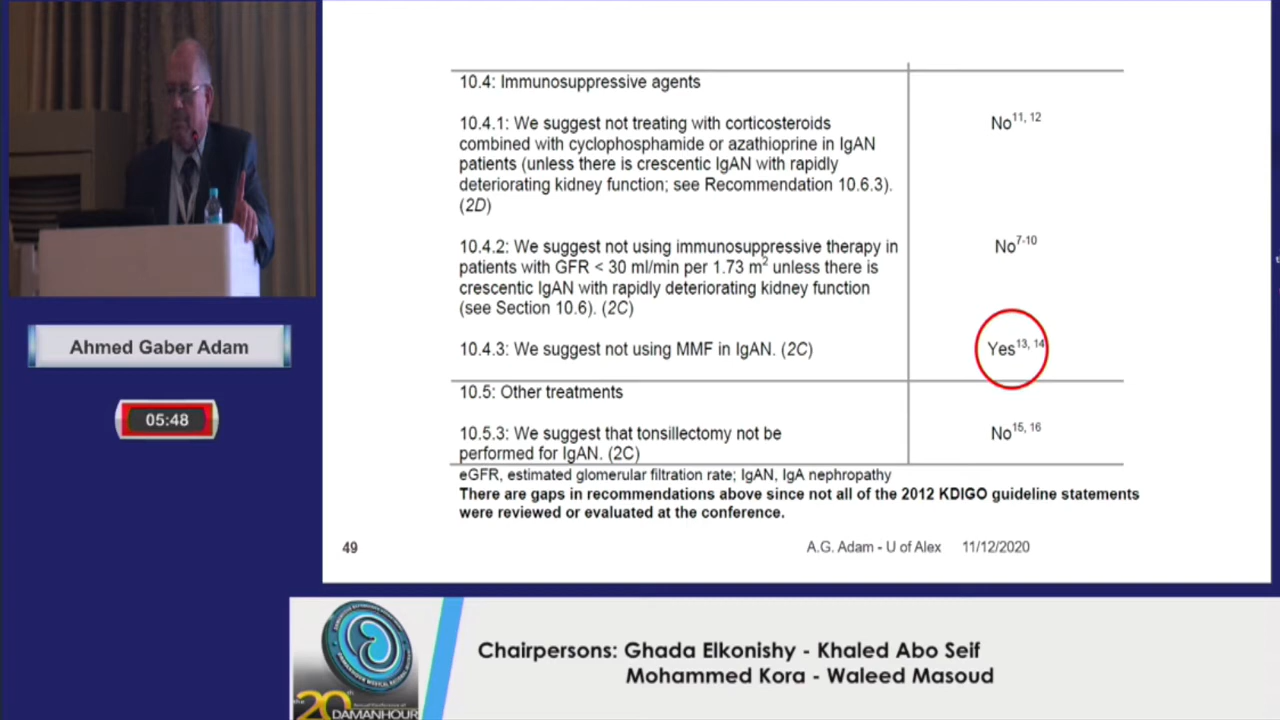 10.4: Immunosuppressive agents
10.4.1: We suggest not treating with corticosteroids
combined with cyclophosphamide or azathioprine in IgAN
patients (unless there is crescentic IgAN with rapidly
deteriorating kidney function; see Recommendation 10.6.3).
(2D)
No11, 12
10.4.2: We suggest not using immunosuppressive therapy in
patients with GFR < 30 ml/min per 1.73 m2 unless there is
crescentic IgAN with rapidly deteriorating kidney function
(see Section 10.6). (2C)
No7-10
10.4.3: We suggest not using MMF in IgAN. (2C)
Yes13, 14
10.5: Other treatments
10.5.3: We suggest that tonsillectomy not be
performed for IgAN. (2C)
No15, 16
eGFR, estimated glomerular filtration rate; IgAN, IgA nephropathy
There are gaps in recommendations above since not all of the 2012 KDIGO guideline statements
were reviewed or evaluated at the conference.
49
A.G. Adam - U of Alex
11/12/2020
Ahmed Gaber Adam
05:48
Chairpersons: Ghada Elkonishy - Khaled Abo Seif
Mohammed Kora - Waleed Masoud
the 20th
DAMANHOUR